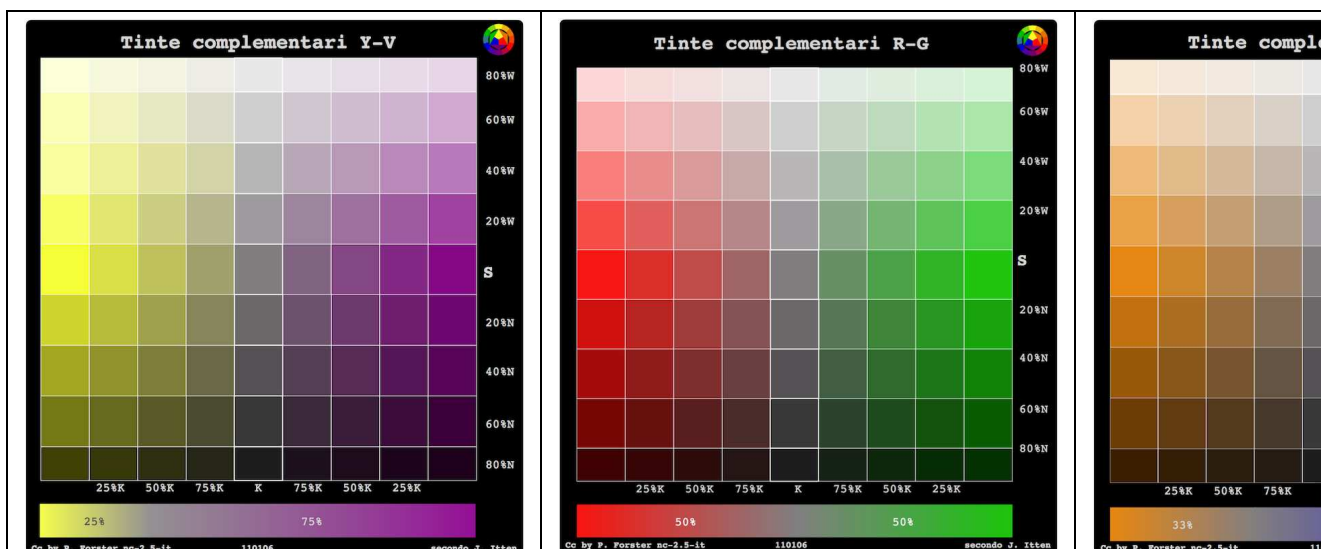 Tinte complementari Y-V
80%W
60%W
40%W
20%W
S
20%N
40%N
60%N
80%N
25%K 50%K 75%K K 75%K 50%K 25%K
25% 75%
Cc by P. Forster nc-2.5-it 110106 secondo J. Itten
Tinte complementari R-G
80%W
60%W
40%W
20%W
S
20%N
40%N
60%N
80%N
25%K 50%K 75%K K 75%K 50%K 25%K
50% 50%
Cc by P. Forster nc-2.5-it 110106 secondo J. Itten
Tinte comple
25%K 50%K 75%K
33%
Cc by P. Forster nc-2.5-it 11